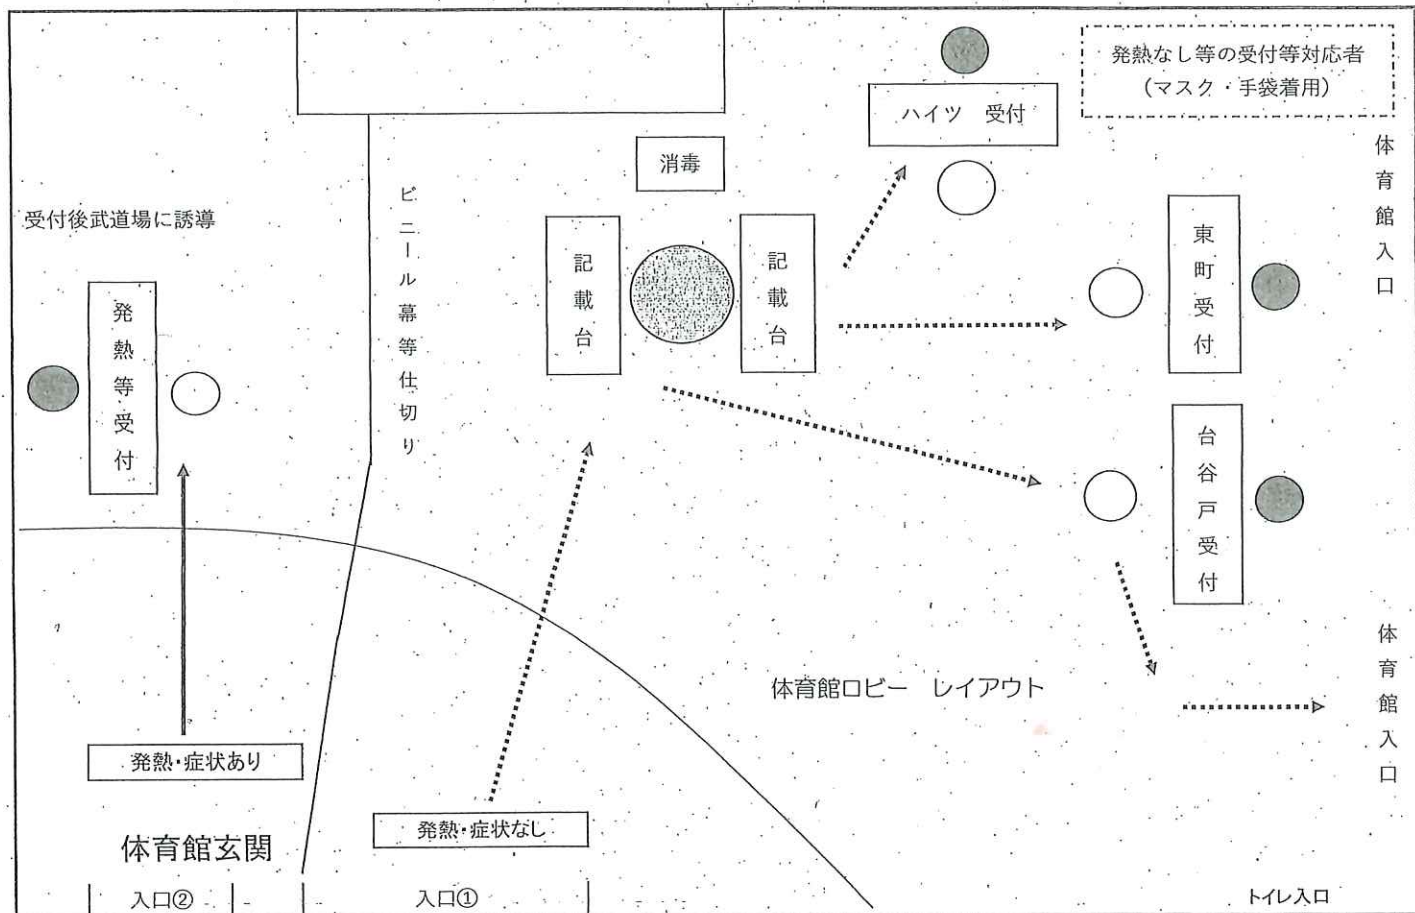 発熱なし等の受付等対応者
（マスク・手袋着用）
ハイツ　受付
消毒
体育館入口
ビニール幕等仕切り
受付後武道場に誘導
東町受付
記載台
記載台
発熱等受付
台谷戸受付
体育館入口
体育館ロビー　レイアウト
発熱・症状あり
発熱・症状なし
体育館玄関
入口②
入口①
トイレ入口